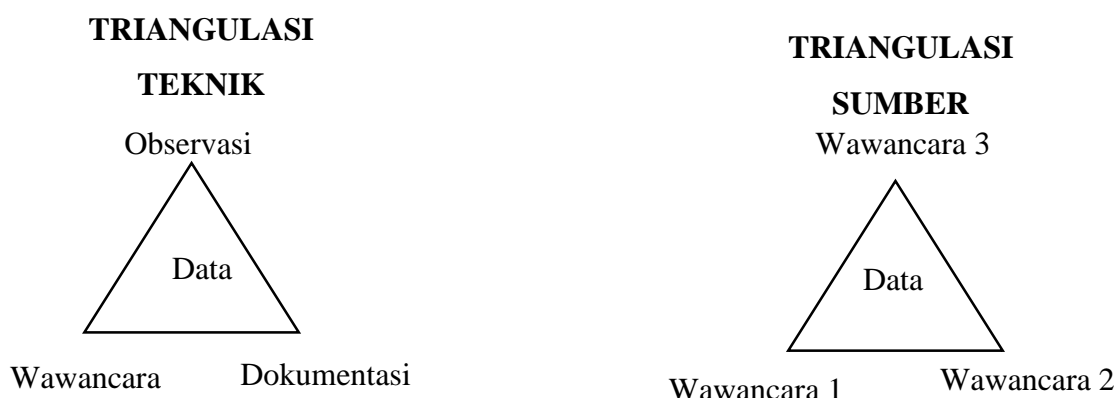 TRIANGULASI
TEKNIK
Observasi
Data
Wawancara
Dokumentasi
TRIANGULASI
SUMBER
Wawancara 3
Data
Wawancara 1
Wawancara 2